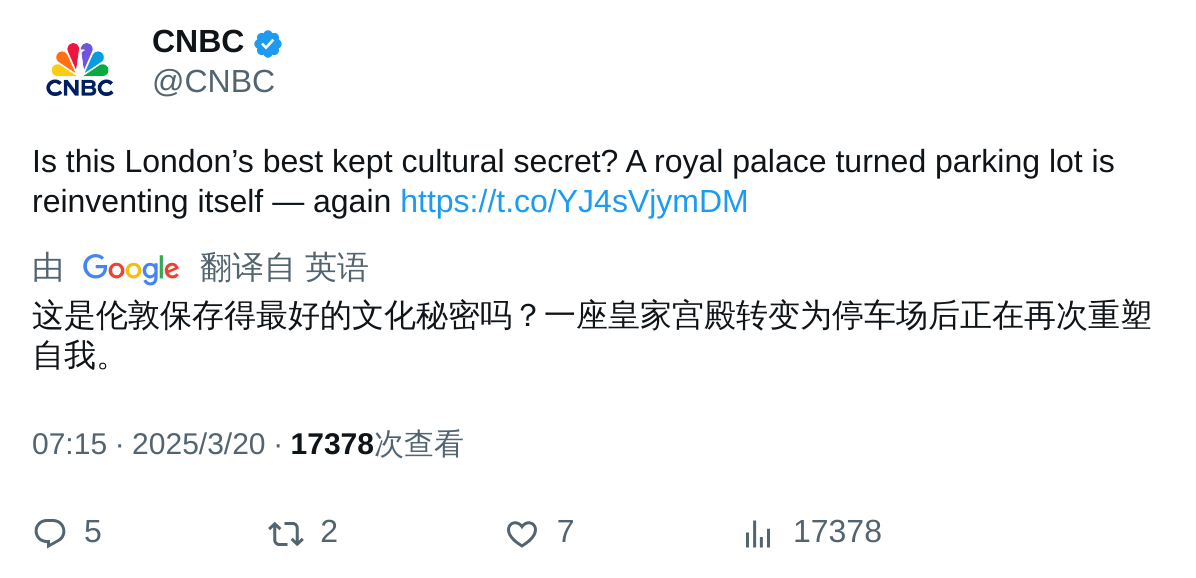 CNBC
CNBC
@CNBC
Is this London’s best kept cultural secret? A royal palace turned parking lot is
reinventing itself — again https://t.co/YJ4sVjymDM
由 Google 翻译自 英语
这是伦敦保存得最好的文化秘密吗？一座皇家宫殿转变为停车场后正在再次重塑
自我。
07:15 · 2025/3/20 · 17378次查看
5 2 7 17378